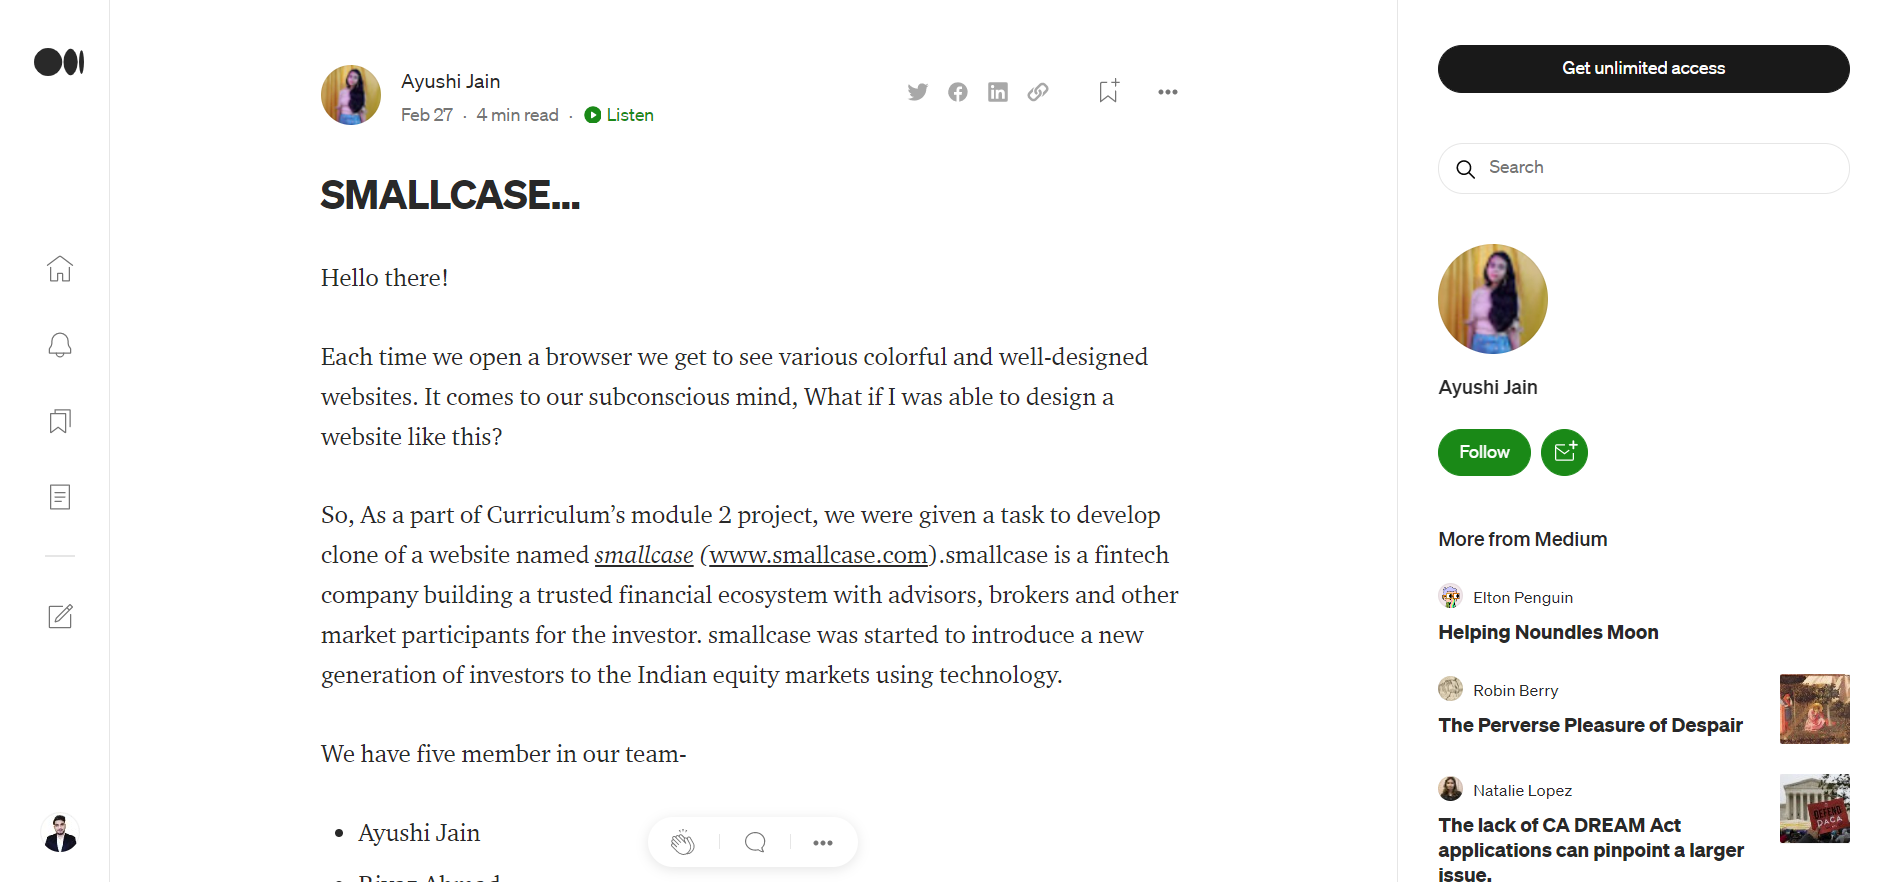 Ayushi Jain
Feb 27 · 4 min read · Listen
SMALLCASE...
Hello there!
Each time we open a browser we get to see various colorful and well-designed
websites. It comes to our subconscious mind, What if I was able to design a
website like this?
So, As a part of Curriculum’s module 2 project, we were given a task to develop
clone of a website named smallcase (www.smallcase.com).smallcase is a fintech
company building a trusted financial ecosystem with advisors, brokers and other
market participants for the investor. smallcase was started to introduce a new
generation of investors to the Indian equity markets using technology.
We have five member in our team-
• Ayushi Jain
Get unlimited access
Search
Ayushi Jain
Follow
More from Medium
Elton Penguin
Helping Noundles Moon
Robin Berry
The Perverse Pleasure of Despair
Natalie Lopez
The lack of CA DREAM Act
applications can pinpoint a larger
issue.
DEFEND
DACA